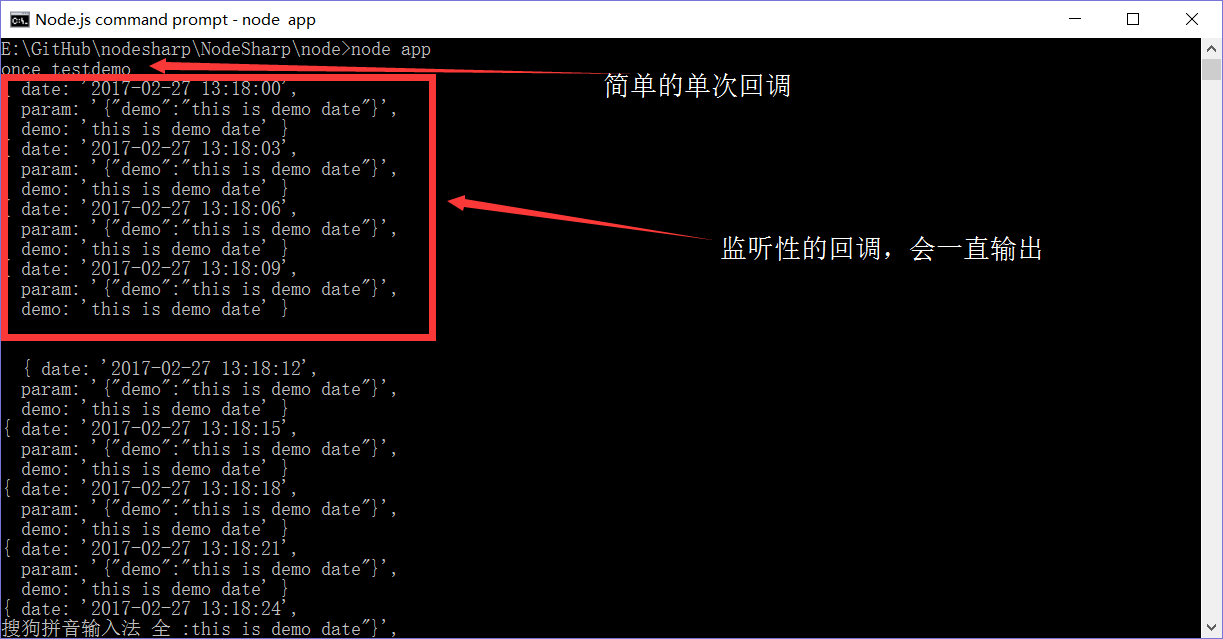 Node.js command prompt - node app
E:\GitHub\nodesharp\NodeSharp\node>node app
once testdemo
简单的单次回调
{ date: '2017-02-27 13:18:00',
param: '{"demo":"this is demo date"}',
demo: 'this is demo date' }
{ date: '2017-02-27 13:18:03',
param: '{"demo":"this is demo date"}',
demo: 'this is demo date' }
{ date: '2017-02-27 13:18:06',
param: '{"demo":"this is demo date"}',
demo: 'this is demo date' }
监听性的回调，会一直输出
{ date: '2017-02-27 13:18:09',
param: '{"demo":"this is demo date"}',
demo: 'this is demo date' }
{ date: '2017-02-27 13:18:12',
param: '{"demo":"this is demo date"}',
demo: 'this is demo date' }
{ date: '2017-02-27 13:18:15',
param: '{"demo":"this is demo date"}',
demo: 'this is demo date' }
{ date: '2017-02-27 13:18:18',
param: '{"demo":"this is demo date"}',
demo: 'this is demo date' }
{ date: '2017-02-27 13:18:21',
param: '{"demo":"this is demo date"}',
demo: 'this is demo date' }
{ date: '2017-02-27 13:18:24',
搜狗拼音输入法 全 :this is demo date"}',